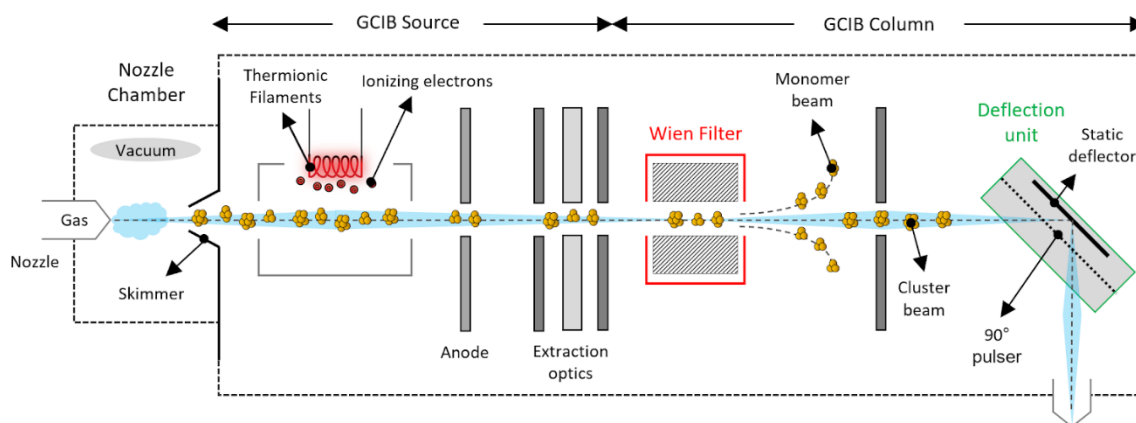 GCIB Source
GCIB Column
Nozzle
Chamber
Thermionic
Filaments
Ionizing electrons
Monomer
beam
Deflection
unit
Static
deflector
Wien Filter
Vacuum
Gas
Nozzle
Skimmer
Anode
Extraction
optics
Cluster
beam
90°
pulser